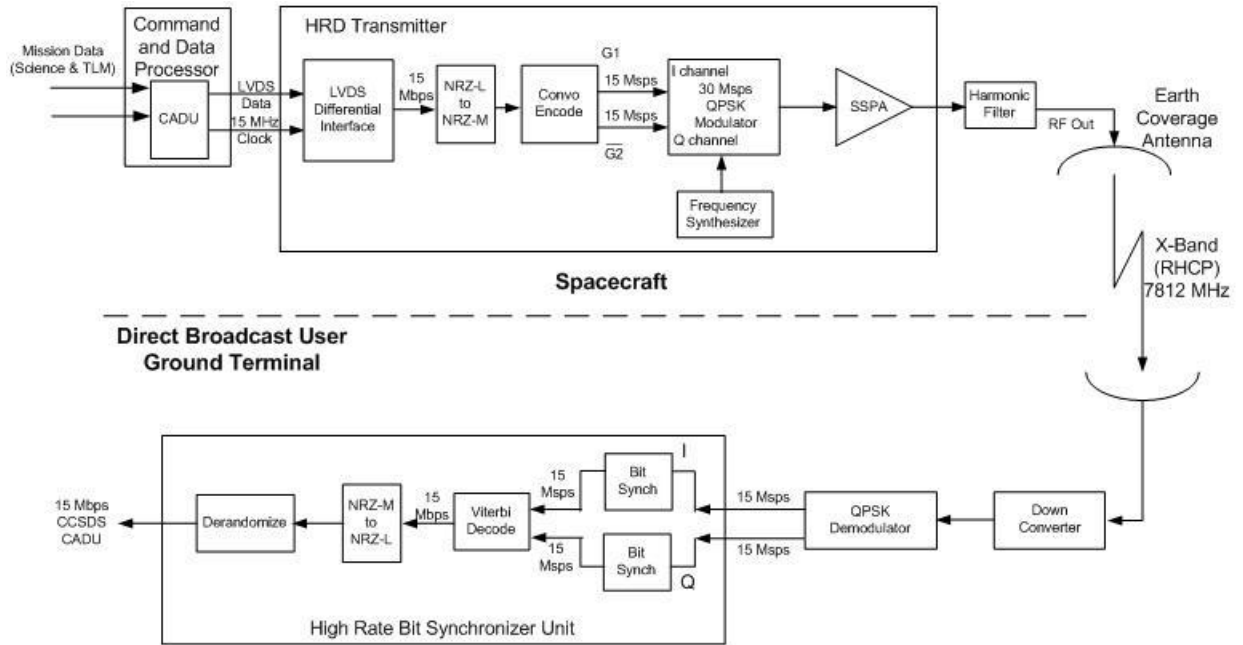 Command
and Data
Processor
Mission Data
(Science & TLM)
CADU
LVDS
Data
15 MHz
Clock
HRD Transmitter
LVDS
Differential
Interface
15
Mbps
NRZ-L
to
NRZ-M
Convo
Encode
G1
15 Msps
15 Msps
G2
I channel
30 Msps
QPSK
Modulator
Q channel
Frequency
Synthesizer
SSPA
Harmonic
Filter
RF Out
Earth
Coverage
Antenna
X-Band
(RHCP)
7812 MHz
Spacecraft
Direct Broadcast User
Ground Terminal
15 Mbps
CCSDS
CADU
Derandomize
NRZ-M
to
NRZ-L
15
Mbps
Viterbi
Decode
15
Msps
15
Msps
Bit
Synch
I
Bit
Synch
Q
15 Msps
15 Msps
QPSK
Demodulator
Down
Converter
High Rate Bit Synchronizer Unit